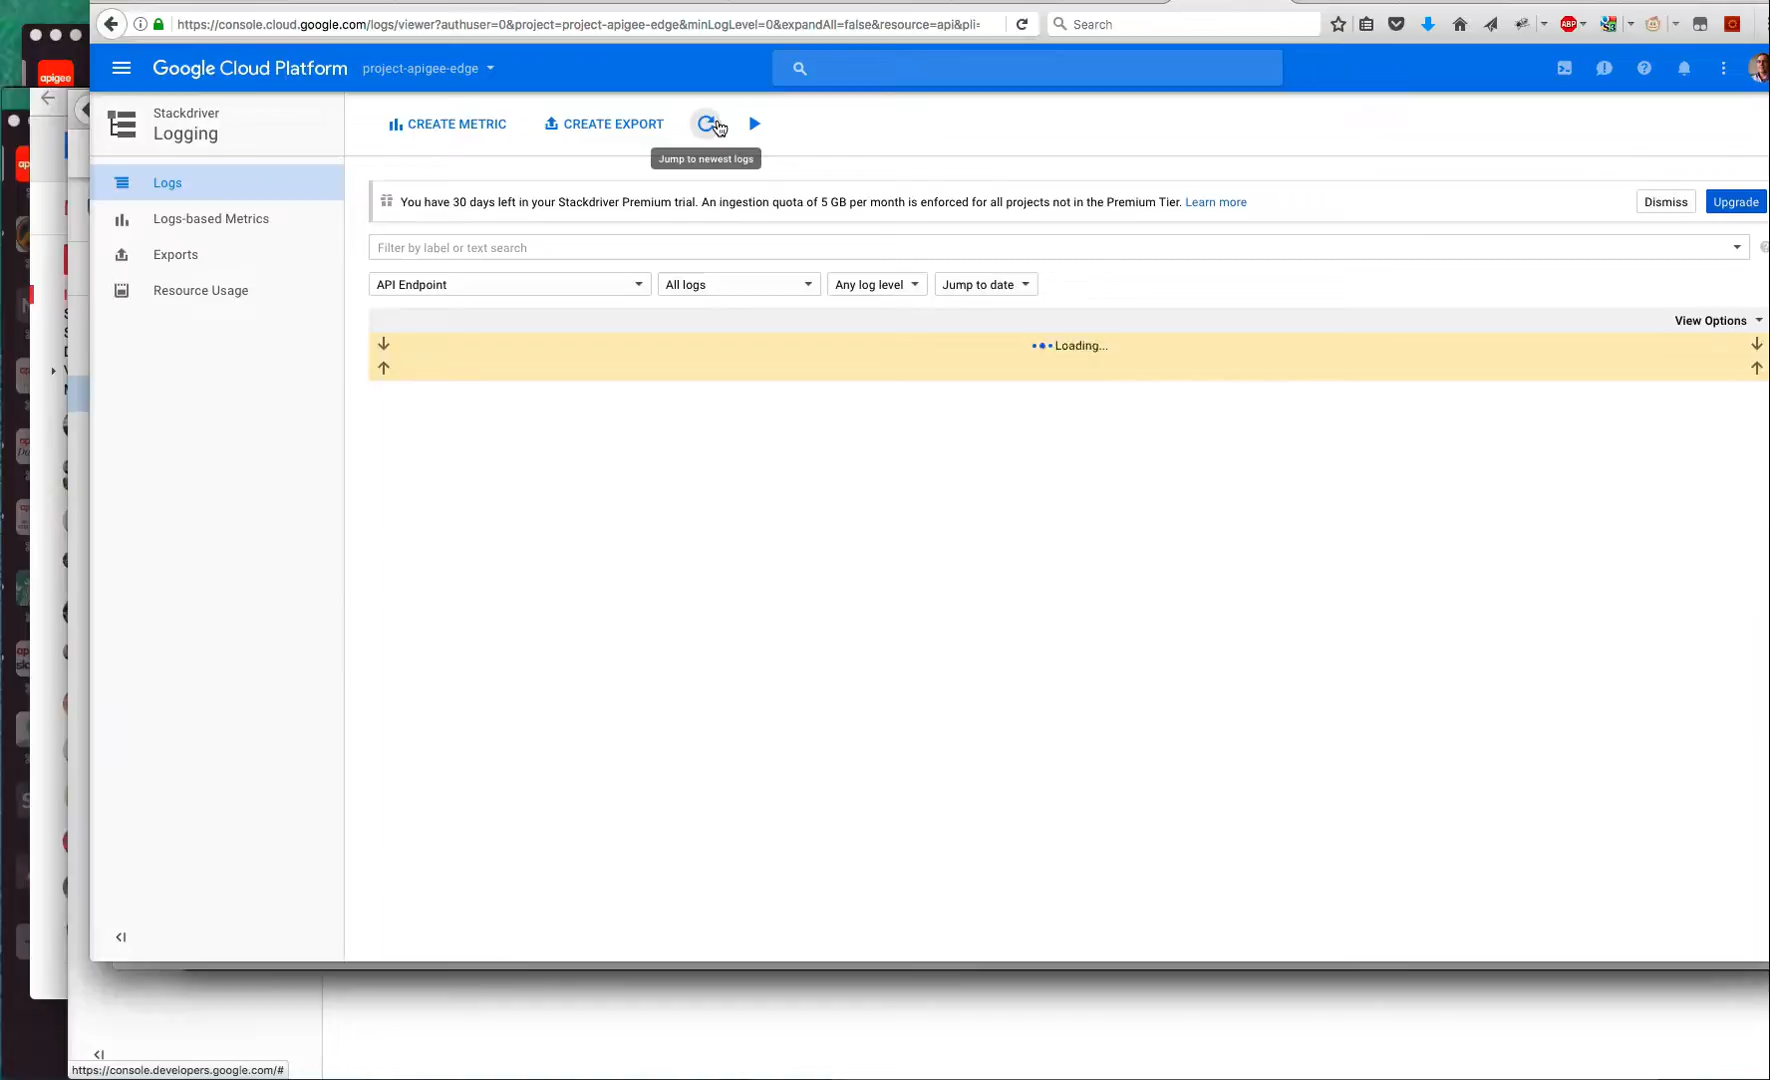 https://console.cloud.google.com/logs/viewer?authuser=0&project=project-apigee-edge&minLogLevel=0&expandAll=false&resource=api&pli=
Search
ABP
apigee
Google Cloud Platform
project-apigee-edge
Stackdriver
Logging
CREATE METRIC
CREATE EXPORT
Jump to newest logs
Logs
Logs-based Metrics
Exports
Resource Usage
You have 30 days left in your Stackdriver Premium trial. An ingestion quota of 5 GB per month is enforced for all projects not in the Premium Tier. Learn more
Dismiss
Upgrade
Filter by label or text search
API Endpoint
All logs
Any log level
Jump to date
View Options
Loading...
https://console.developers.google.com/#